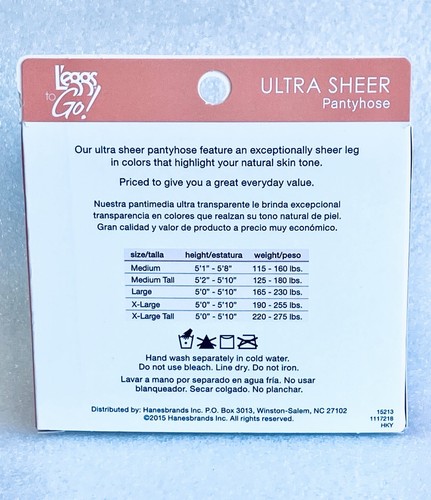 L'eggs
to Go!
ULTRA SHEER
Pantyhose
Our ultra sheer pantyhose feature an exceptionally sheer leg
in colors that highlight your natural skin tone.
Priced to give you a great everyday value.
Nuestra pantimedia ultra transparente le brinda excepcional
transparencia en colores que realzan su tono natural de piel.
Gran calidad y valor de producto a precio muy económico.
size/talla height/estatura weight/peso
Medium 5'1" - 5'8" 115 - 160 lbs.
Medium Tall 5'2" - 5'10" 125 - 180 lbs.
Large 5'0" - 5'10" 165 - 230 lbs.
X-Large 5'0" - 5'10" 190 - 255 lbs.
X-Large Tall 5'0" - 5'10" 220 - 275 lbs.
Hand wash separately in cold water.
Do not use bleach. Line dry. Do not iron.
Lavar a mano por separado en agua fría. No usar
blanqueador. Secar colgado. No planchar.
Distributed by: Hanesbrands Inc. P.O. Box 3013, Winston-Salem, NC 27102
©2015 Hanesbrands Inc. All rights reserved.
15213
1117218
HKY